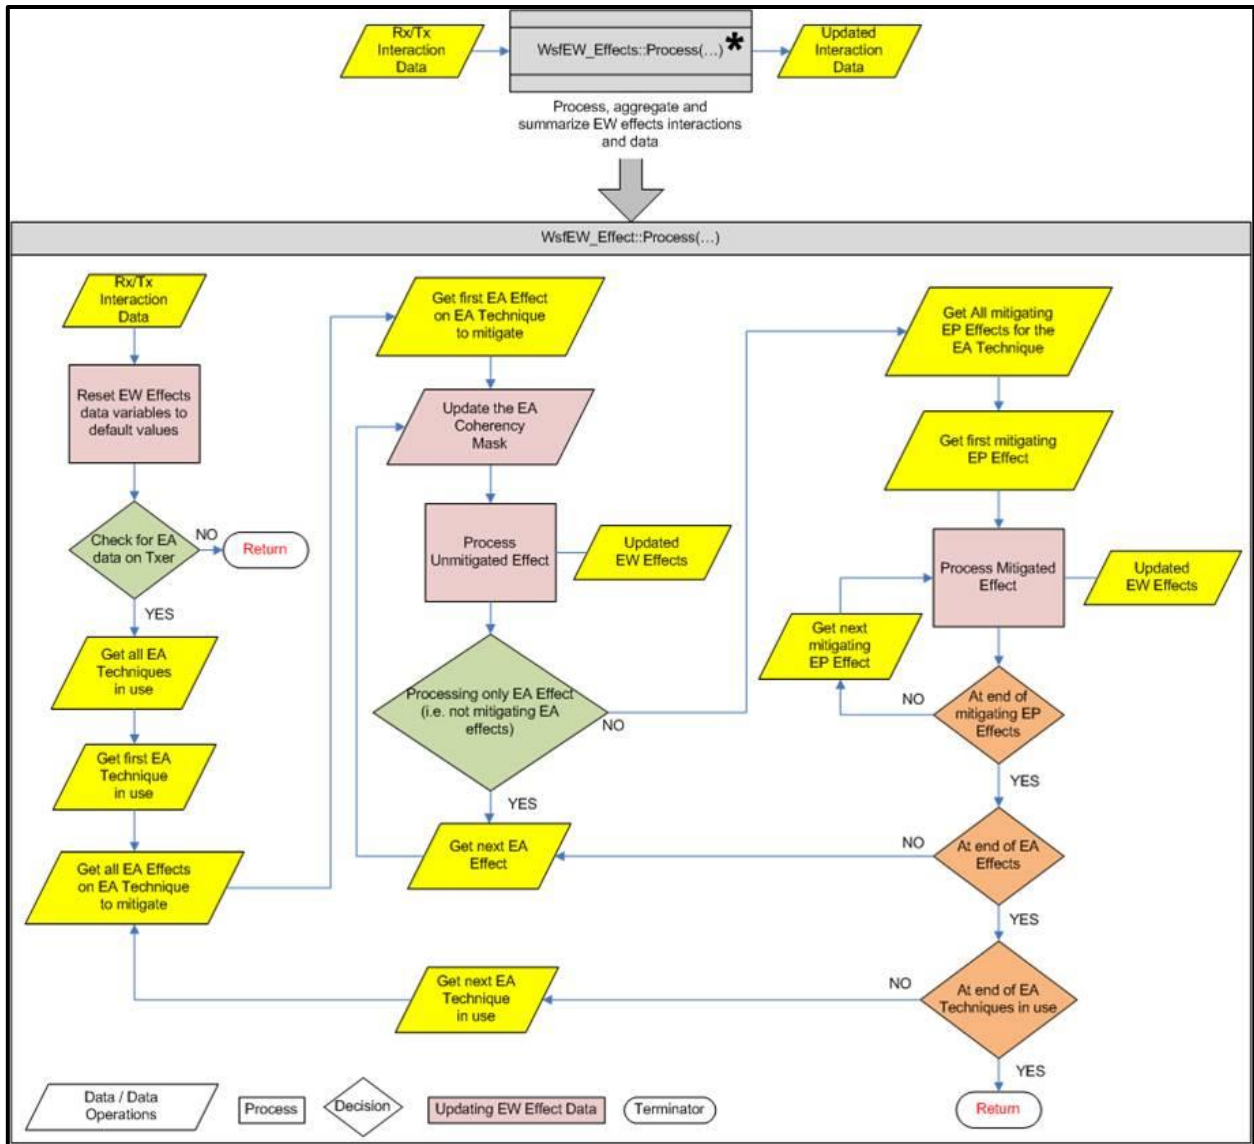 Rx/Tx
Interaction
Data
WsfEW_Effects::Process(...)*
Updated
Interaction
Data
Process, aggregate and
summarize EW effects interactions
and data
WsfEW_Effect::Process(...)
Rx/Tx
Interaction
Data
Reset EW Effects
data variables to
default values
Check for EA
data on Txer
NO
Return
YES
Get all EA
Techniques
in use
Get first EA
Technique
in use
Get all EA Effects
on EA Technique
to mitigate
Get first EA Effect
on EA Technique
to mitigate
Update the EA
Coherency
Mask
Process
Unmitigated Effect
Updated
EW Effects
Processing only EA Effect
(i.e. not mitigating EA
effects)
NO
YES
Get next EA
Effect
Get next EA
Technique
in use
Get All mitigating
EP Effects for the
EA Technique
Get first mitigating
EP Effect
Process Mitigated
Effect
Updated
EW Effects
Get next
mitigating
EP Effect
NO
At end of
mitigating EP
Effects
YES
NO
At end of EA
Effects
YES
NO
At end of EA
Techniques in use
YES
Return
Data / Data
Operations
Process
Decision
Updating EW Effect Data
Terminator